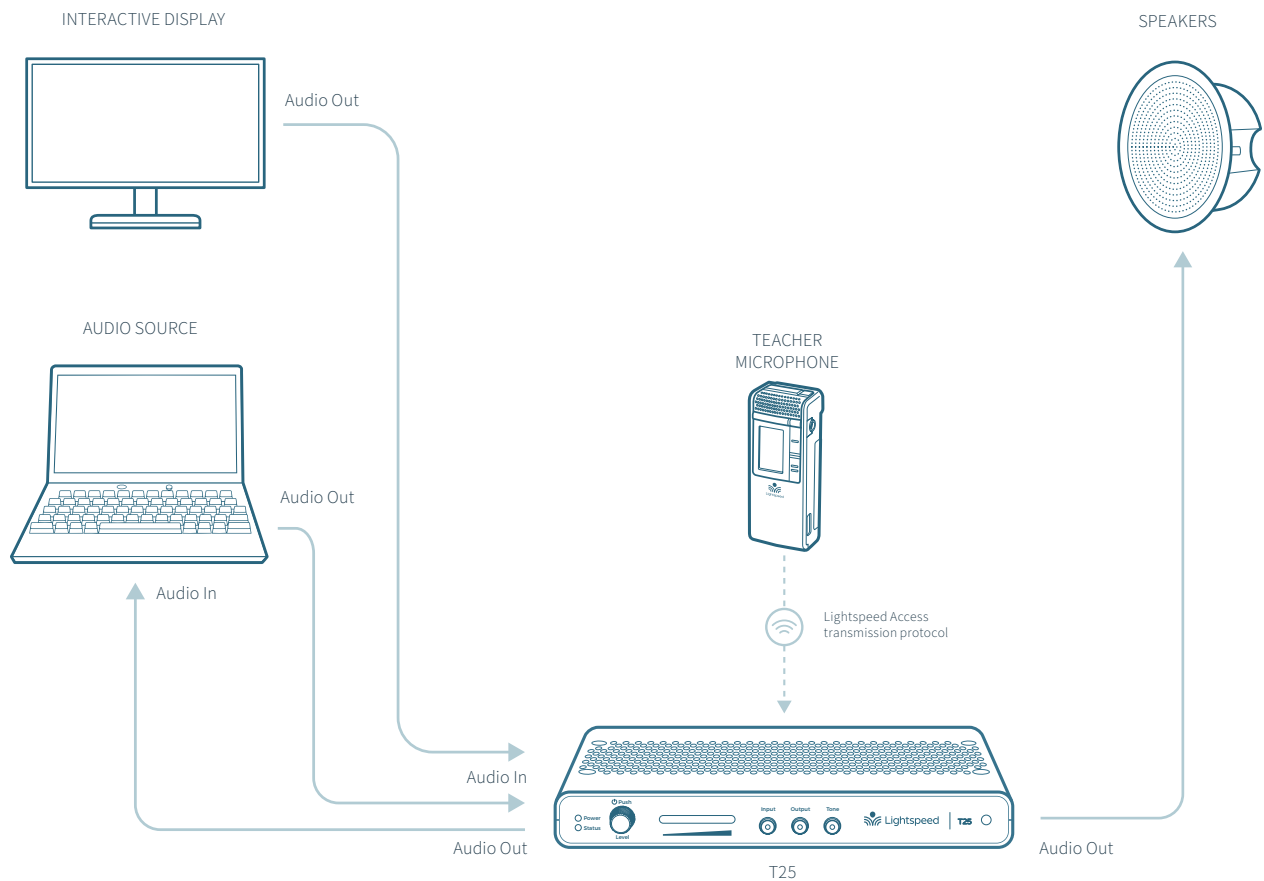 INTERACTIVE DISPLAY
SPEAKERS
Audio Out
AUDIO SOURCE
TEACHER
MICROPHONE
Audio Out
Audio In
Lightspeed Access
transmission protocol
Audio In
Audio Out
Push
Power
Status
Level
Input
Output
Tone
Lightspeed
T25
Audio Out
T25